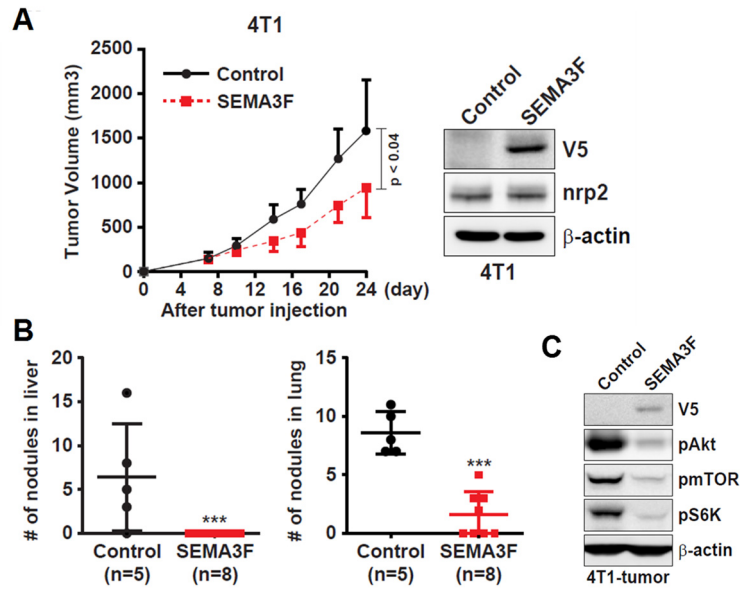 A
4T1
Tumor Volume (mm3)
2500
2000
1500
1000
500
0
Control
SEMA3F
p < 0.04
0 4 8 12 16 20 24 (day)
After tumor injection
Control SEMA3F
V5
nrp2
β-actin
4T1
B
# of nodules in liver
20
15
10
5
0
***
Control SEMA3F
(n=5) (n=8)
# of nodules in lung
15
10
5
0
***
Control SEMA3F
(n=5) (n=8)
C
Control SEMA3F
V5
pAkt
pmTOR
pS6K
β-actin
4T1-tumor